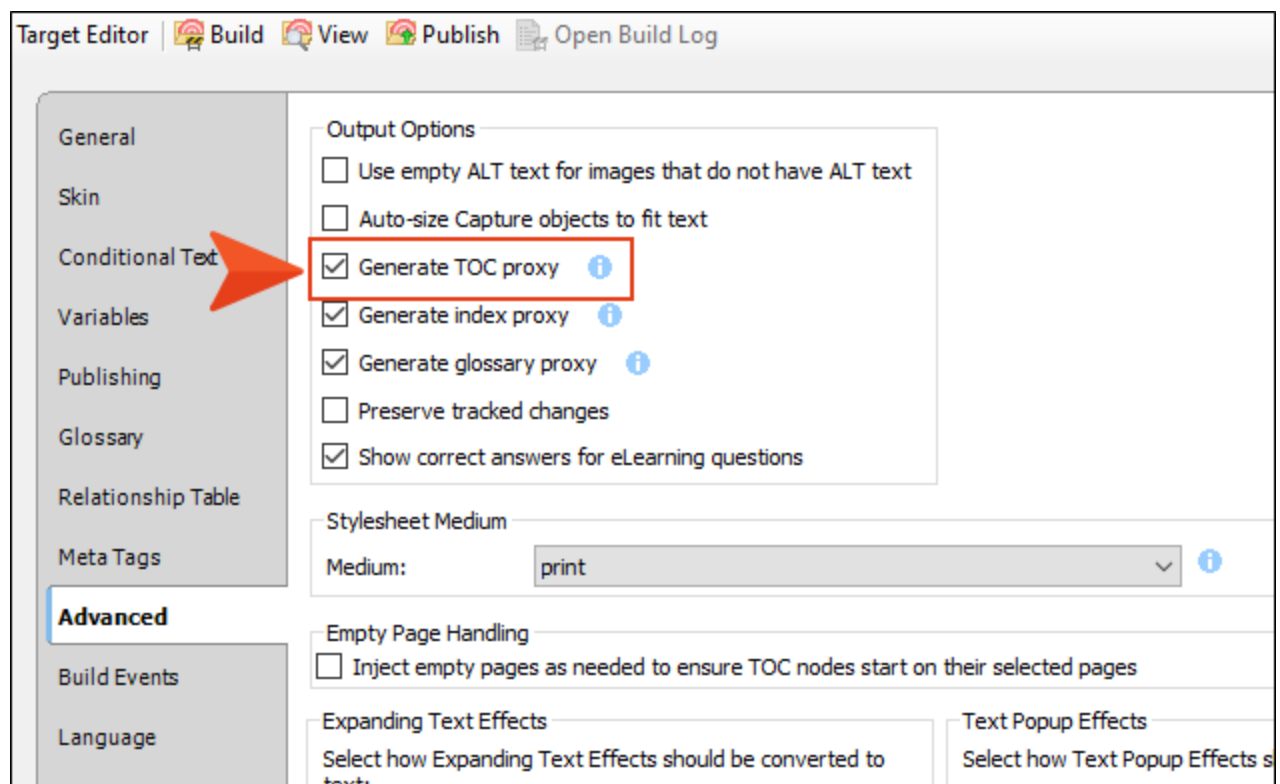 Target Editor Build View Publish Open Build Log
General
Skin
Conditional Text
Variables
Publishing
Glossary
Relationship Table
Meta Tags
Advanced
Build Events
Language
Output Options
Use empty ALT text for images that do not have ALT text
Auto-size Capture objects to fit text
Generate TOC proxy
Generate index proxy
Generate glossary proxy
Preserve tracked changes
Show correct answers for eLearning questions
Stylesheet Medium
Medium: print
Empty Page Handling
Inject empty pages as needed to ensure TOC nodes start on their selected pages
Expanding Text Effects
Select how Expanding Text Effects should be converted to
text:
Text Popup Effects
Select how Text Popup Effects s